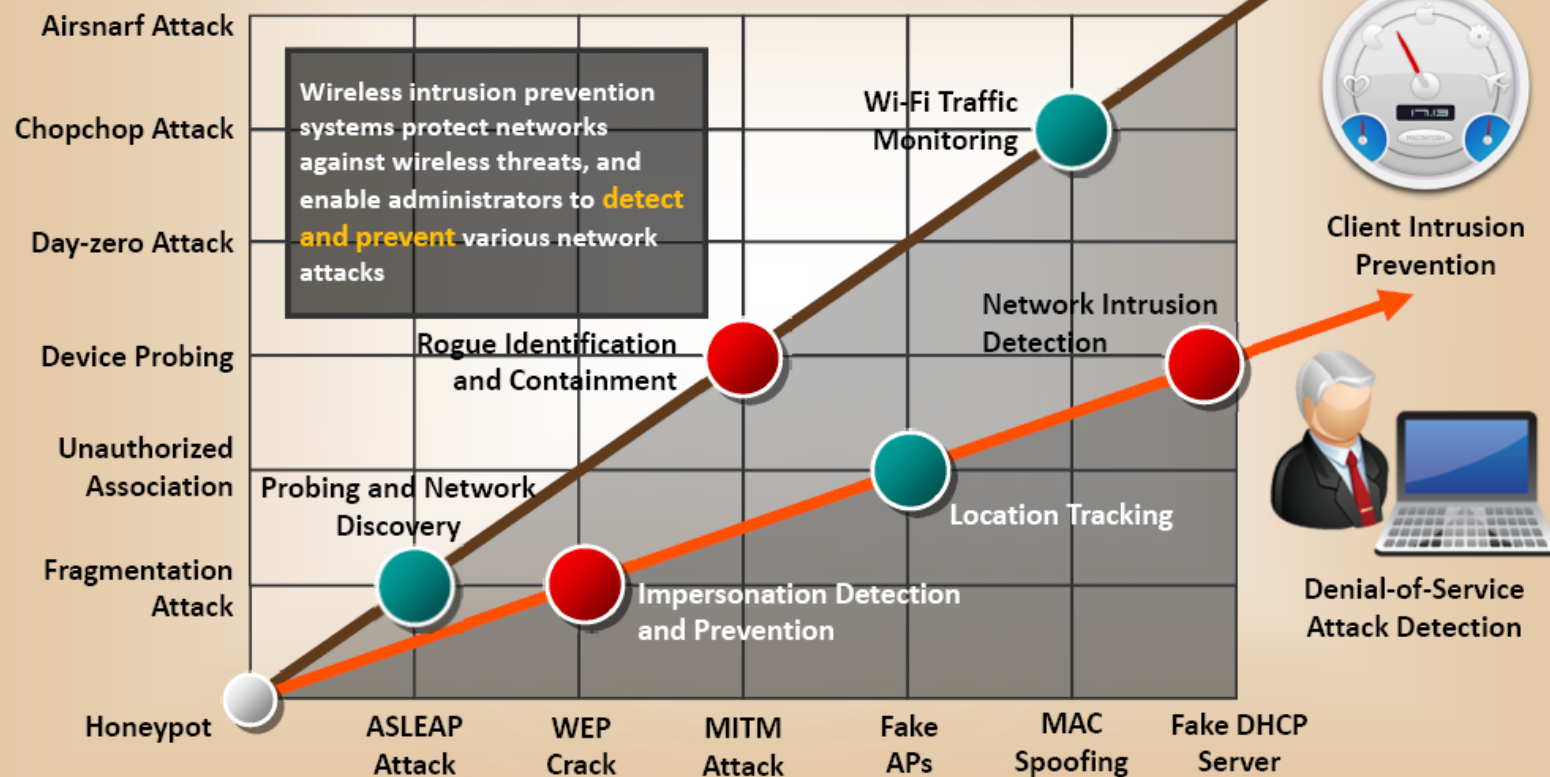 Airsnarf Attack
Chopchop Attack
Day-zero Attack
Device Probing
Unauthorized
Association
Fragmentation
Attack
Honeypot
Wireless intrusion prevention
systems protect networks
against wireless threats, and
enable administrators to detect
and prevent various network
attacks
Wi-Fi Traffic
Monitoring
Rogue Identification
and Containment
Network Intrusion
Detection
Probing and Network
Discovery
Location Tracking
Impersonation Detection
and Prevention
ASLEAP
Attack
WEP
Crack
MITM
Attack
Fake
APs
MAC
Spoofing
Fake DHCP
Server
17.13
MACINTOSH
Client Intrusion
Prevention
Denial-of-Service
Attack Detection